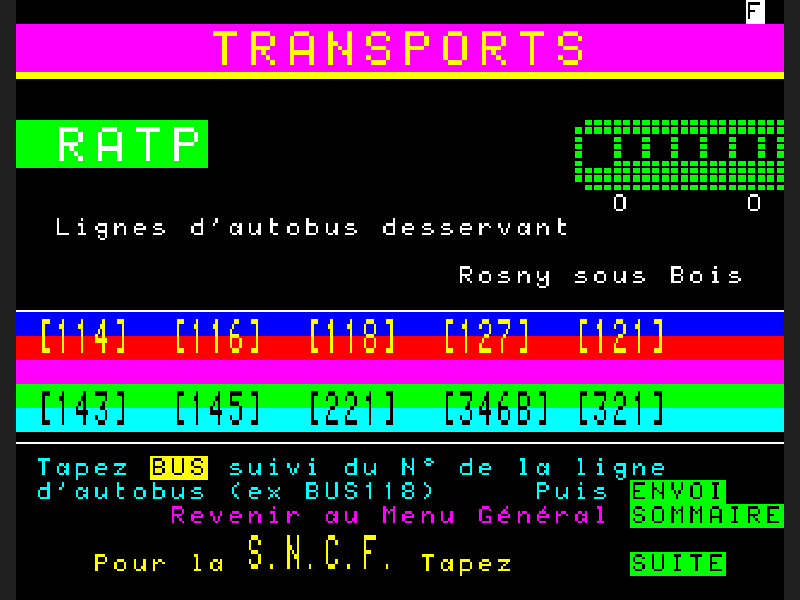 F
TRANSPORTS
RATP
Lignes d'autobus desservant
Rosny sous Bois
[114] [116] [118] [127] [121]
[143] [145] [221] [346B] [321]
Tapez BUS suivi du N° de la ligne
d'autobus (ex BUS118) Puis ENVOI
Revenir au Menu Général SOMMAIRE
Pour la S.N.C.F. Tapez SUITE